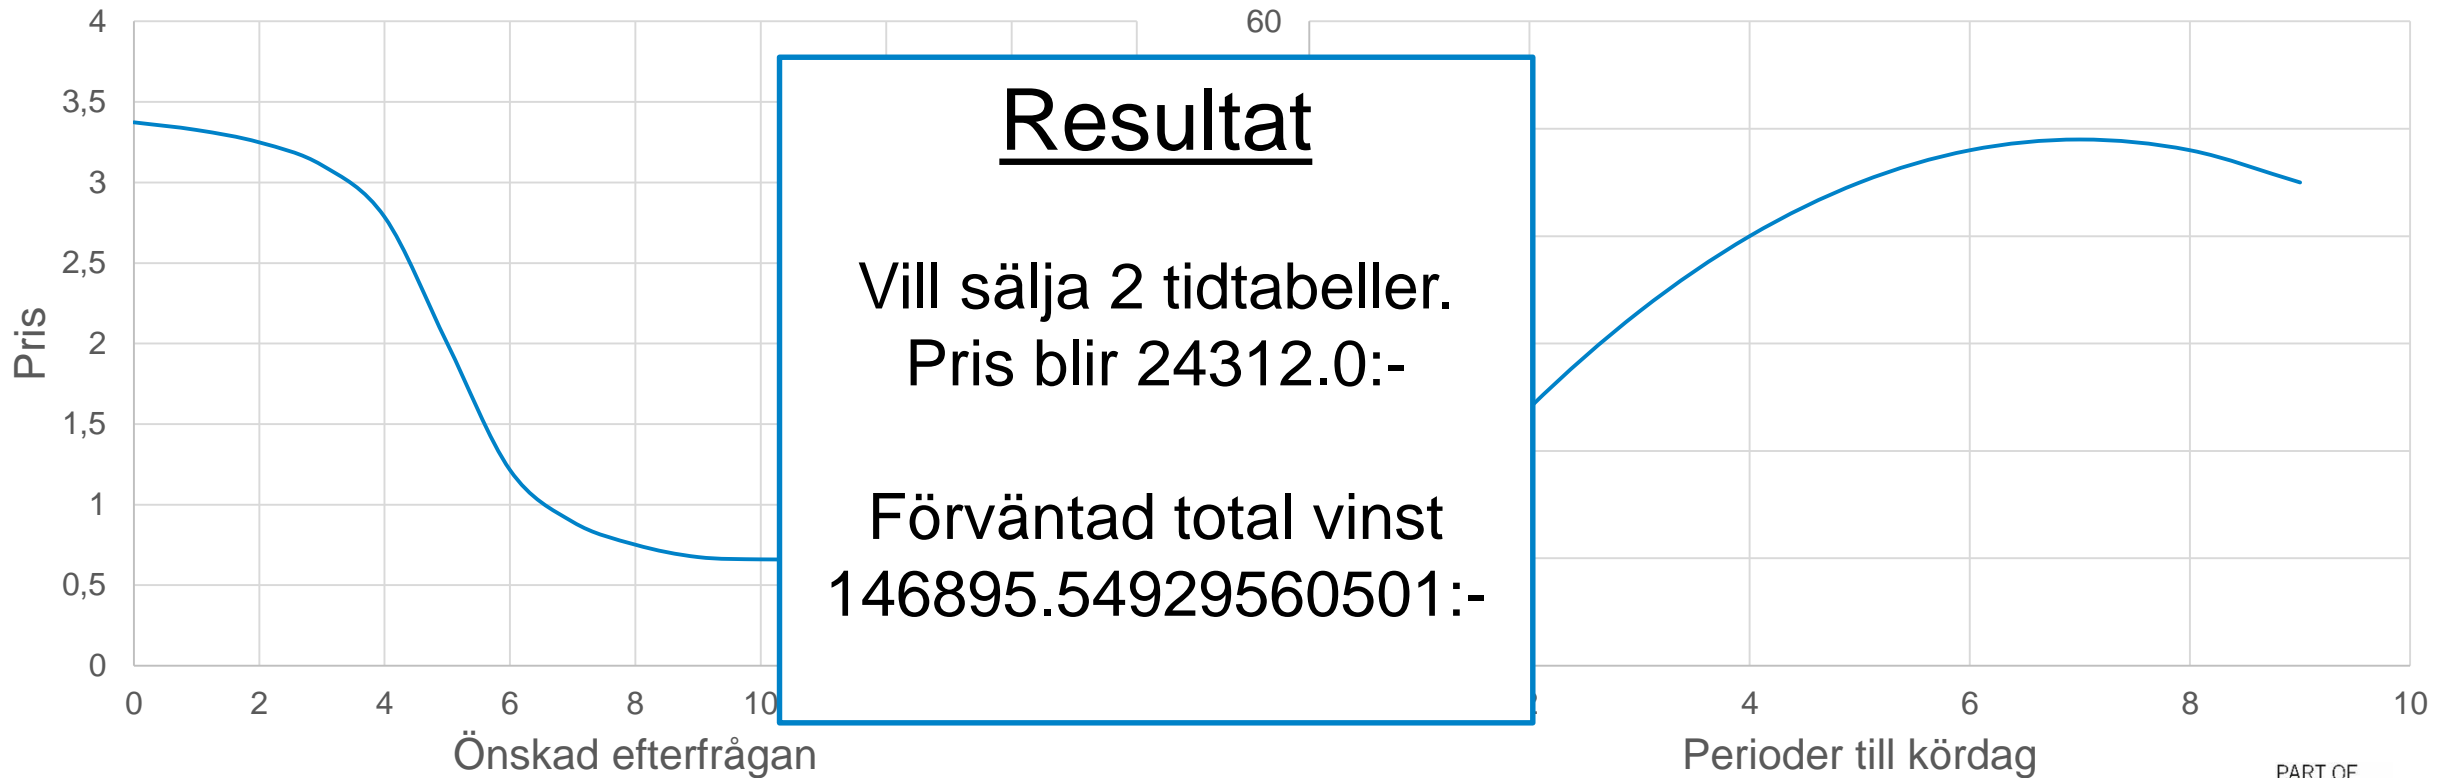 4
3,5
3
2,5
2
1,5
1
0,5
0
Pris
0
2
4
6
8
10
Önskad efterfrågan
60
Resultat
Vill sälja 2 tidtabeller.
Pris blir 24312.0:-
Förväntad total vinst
146895.54929560501:-
4
6
8
10
Perioder till kördag
PART OF